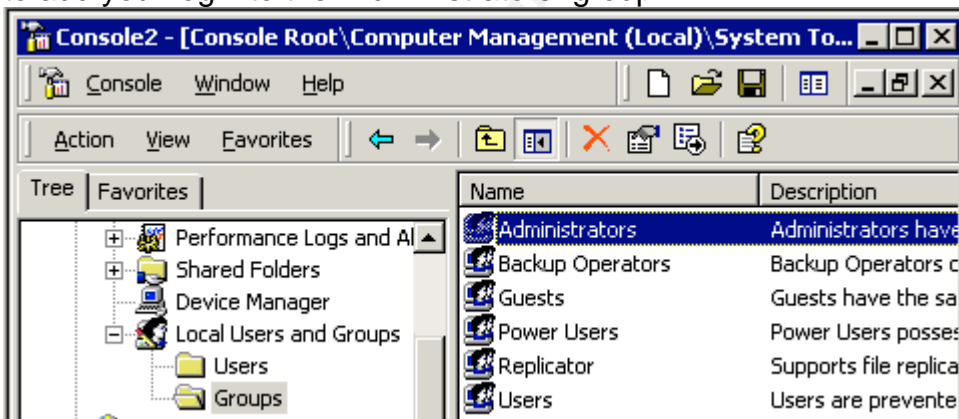 Console2 - [Console Root\Computer Management (Local)\System To...
Console Window Help
Action View Favorites
Tree Favorites
Name Description
Performance Logs and Al
Shared Folders
Device Manager
Local Users and Groups
Users
Groups
Administrators Administrators have
Backup Operators Backup Operators c
Guests Guests have the sa
Power Users Power Users posses
Replicator Supports file replica
Users Users are prevente